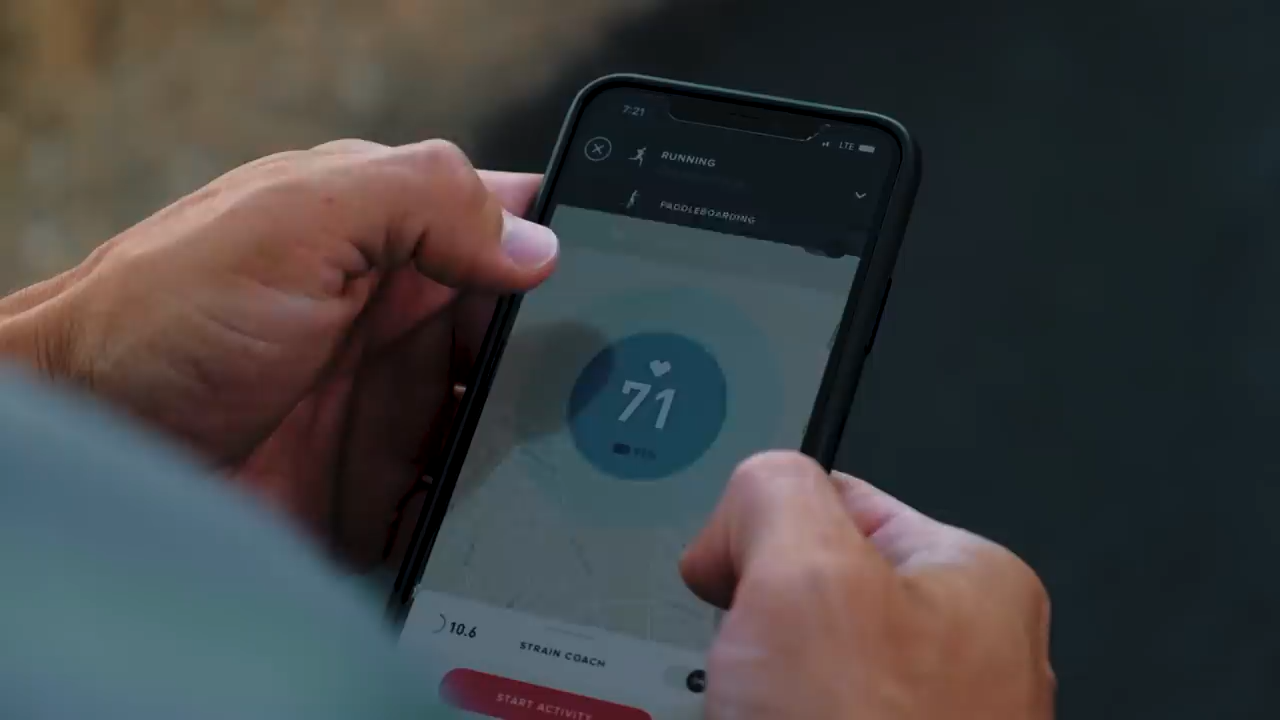 7:21
LTE
RUNNING
PADDLEBOARDING
71
10.6
STRAIN COACH
START ACTIVITY